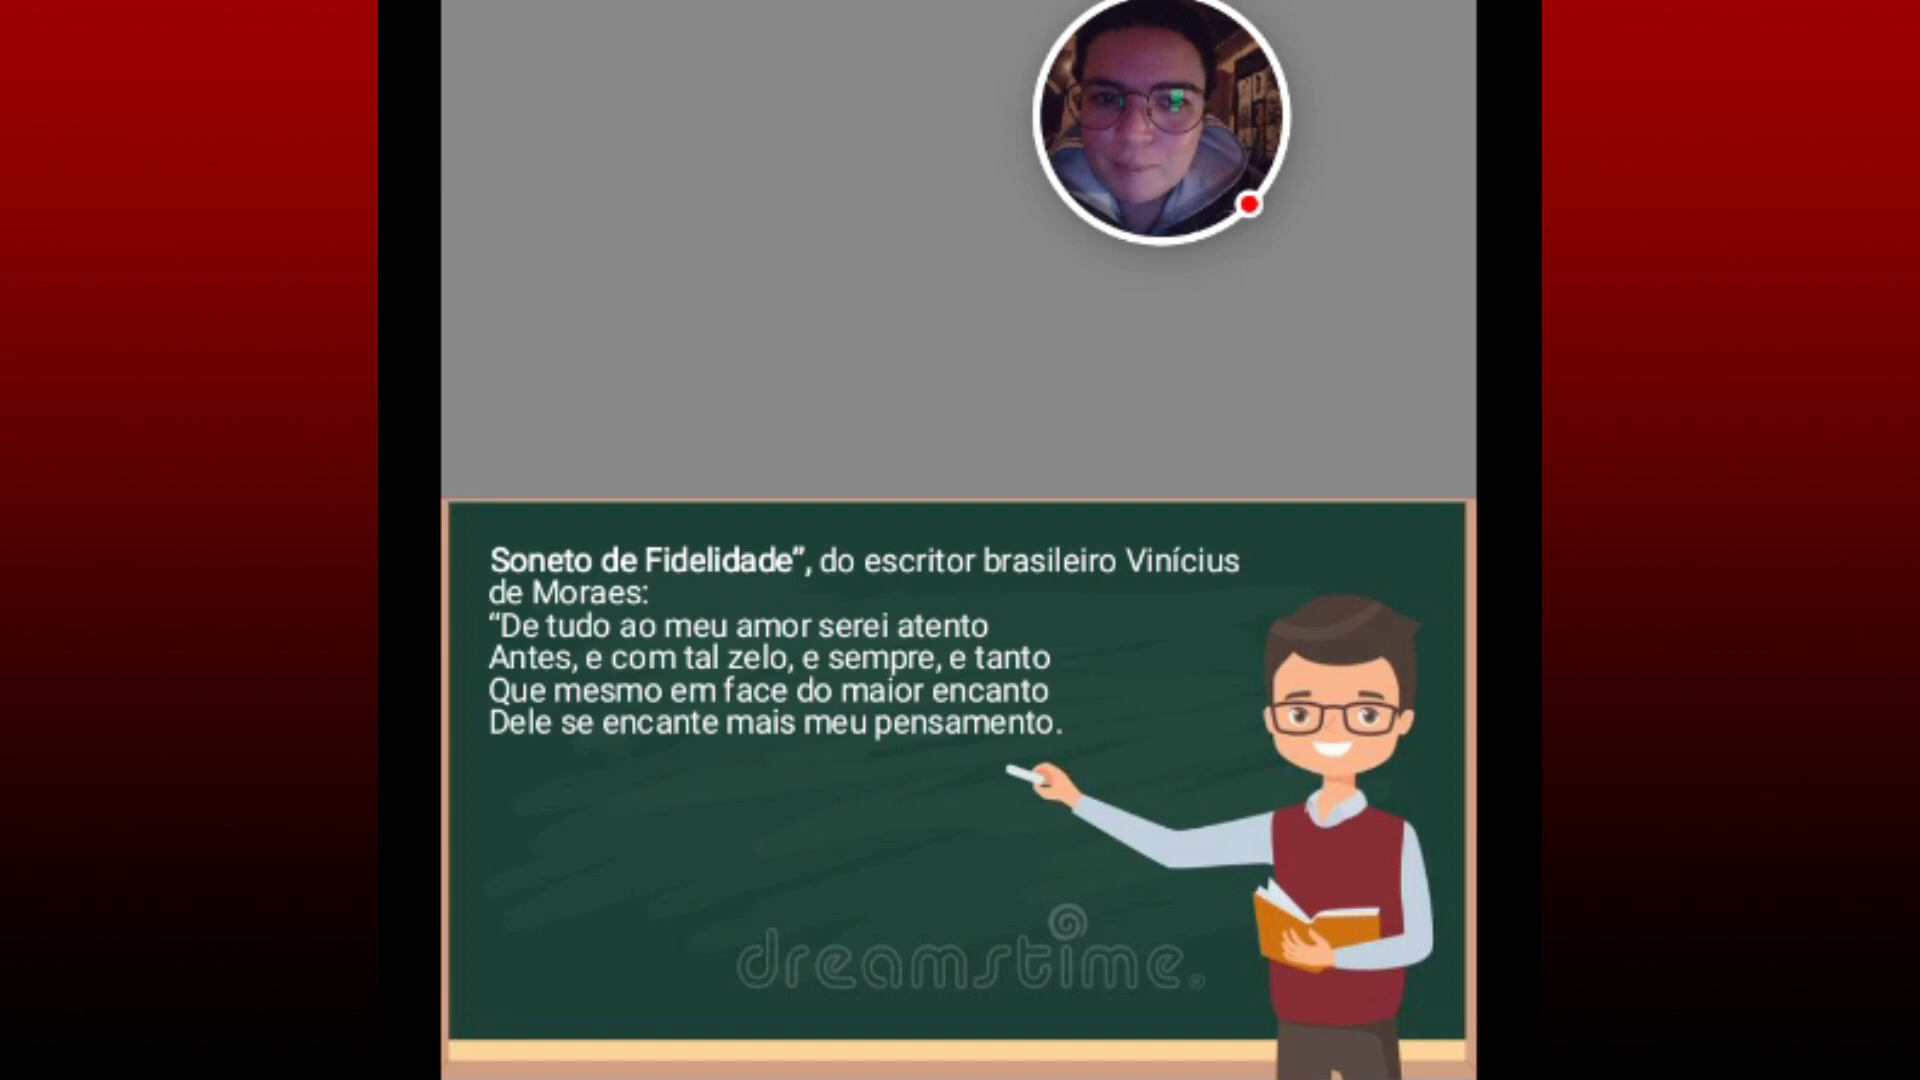 Soneto de Fidelidade”, do escritor brasileiro Vinícius
de Moraes:
“De tudo ao meu amor serei atento
Antes, e com tal zelo, e sempre, e tanto
Que mesmo em face do maior encanto
Dele se encante mais meu pensamento.
dreamstime.